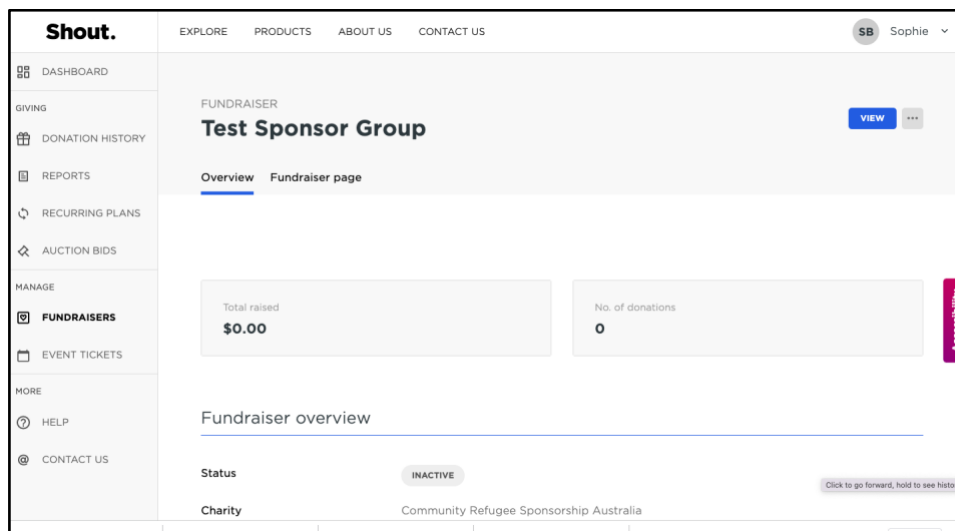 Shout.
EXPLORE PRODUCTS ABOUT US CONTACT US
SB Sophie
DASHBOARD
GIVING
DONATION HISTORY
REPORTS
RECURRING PLANS
AUCTION BIDS
MANAGE
FUNDRAISERS
EVENT TICKETS
MORE
HELP
CONTACT US
FUNDRAISER
Test Sponsor Group
VIEW ...
Overview Fundraiser page
Total raised
$0.00
No. of donations
0
Accessibility
Fundraiser overview
Status INACTIVE
Click to go forward, hold to see histo
Charity Community Refugee Sponsorship Australia